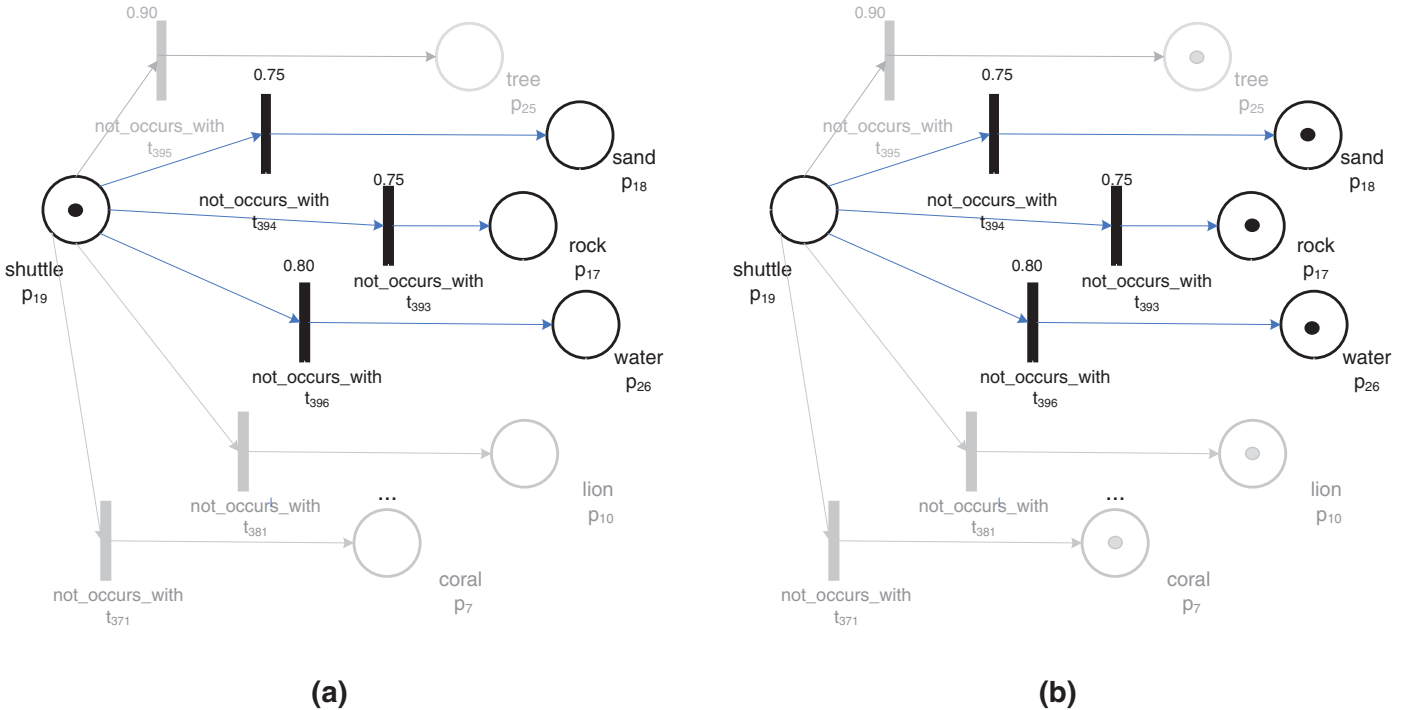 0.90
tree
p25
0.75
not_occurs_with
t395
sand
p18
0.75
not_occurs_with
t394
shuttle
p19
rock
p17
0.80
not_occurs_with
t393
water
p26
not_occurs_with
t396
lion
p10
...
not_occurs_with
t381
coral
p7
not_occurs_with
t371
(a)
0.90
tree
p25
0.75
not_occurs_with
t395
sand
p18
0.75
not_occurs_with
t394
shuttle
p19
rock
p17
0.80
not_occurs_with
t393
water
p26
not_occurs_with
t396
lion
p10
...
not_occurs_with
t381
coral
p7
not_occurs_with
t371
(b)